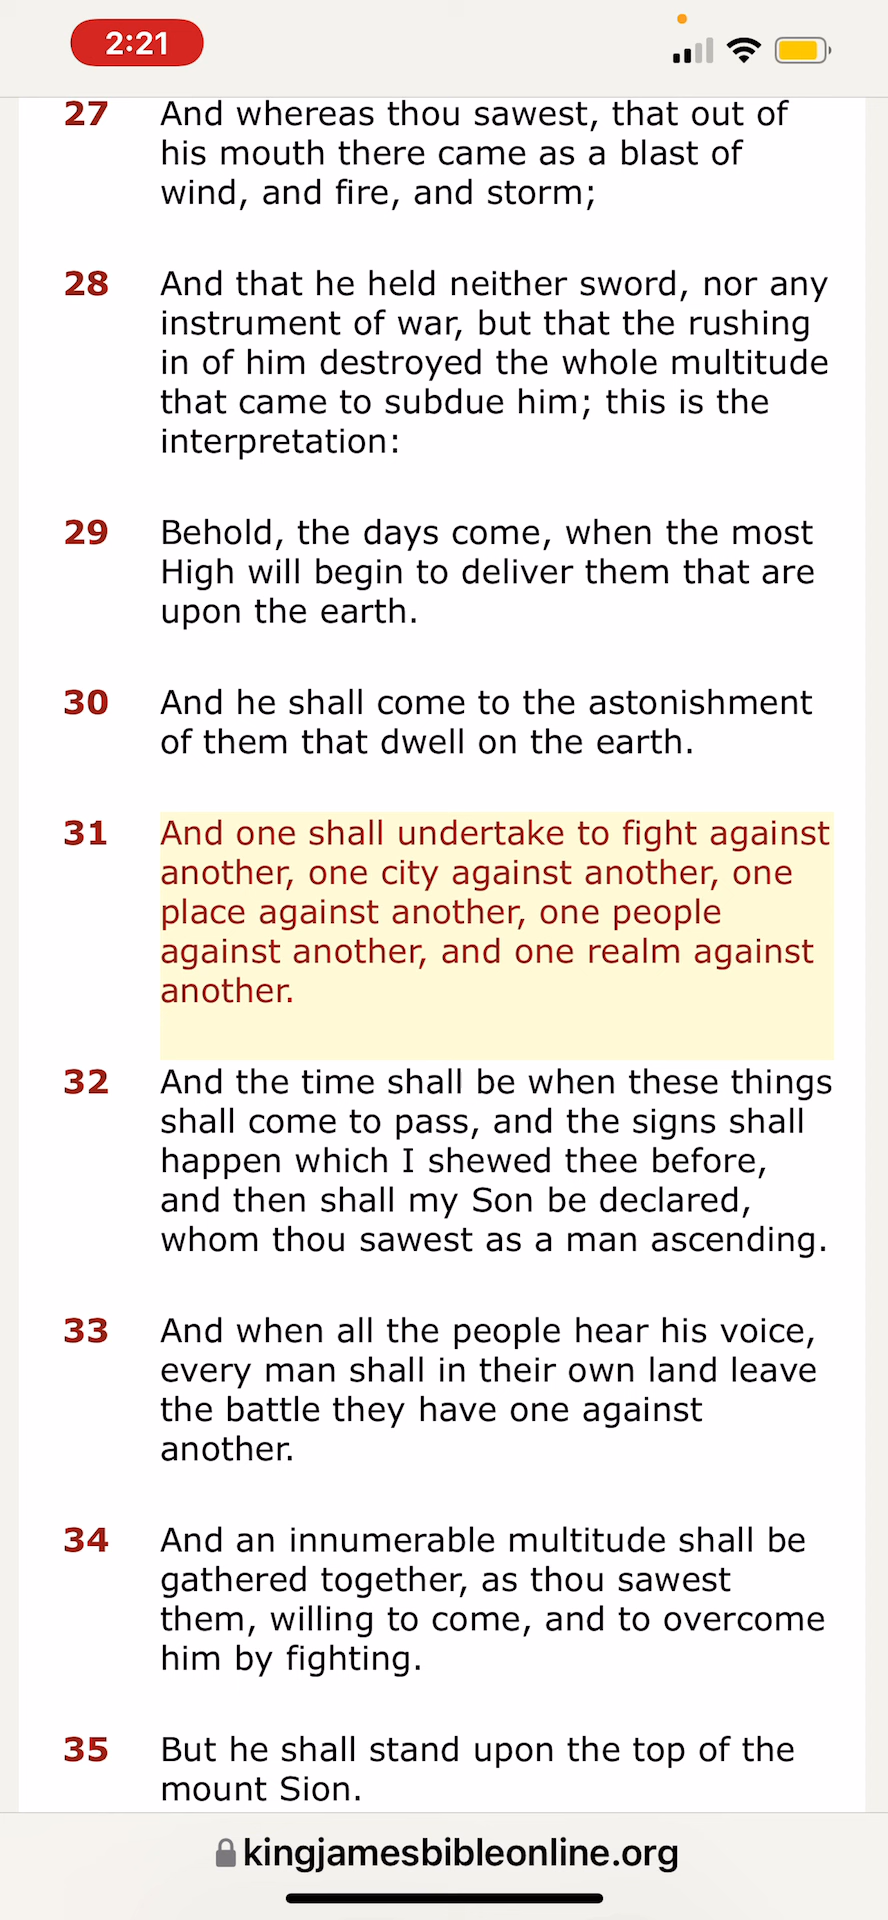 2:21
27 And whereas thou sawest, that out of
his mouth there came as a blast of
wind, and fire, and storm;
28 And that he held neither sword, nor any
instrument of war, but that the rushing
in of him destroyed the whole multitude
that came to subdue him; this is the
interpretation:
29 Behold, the days come, when the most
High will begin to deliver them that are
upon the earth.
30 And he shall come to the astonishment
of them that dwell on the earth.
31 And one shall undertake to fight against
another, one city against another, one
place against another, one people
against another, and one realm against
another.
32 And the time shall be when these things
shall come to pass, and the signs shall
happen which I shewed thee before,
and then shall my Son be declared,
whom thou sawest as a man ascending.
33 And when all the people hear his voice,
every man shall in their own land leave
the battle they have one against
another.
34 And an innumerable multitude shall be
gathered together, as thou sawest
them, willing to come, and to overcome
him by fighting.
35 But he shall stand upon the top of the
mount Sion.
kingjamesbibleonline.org